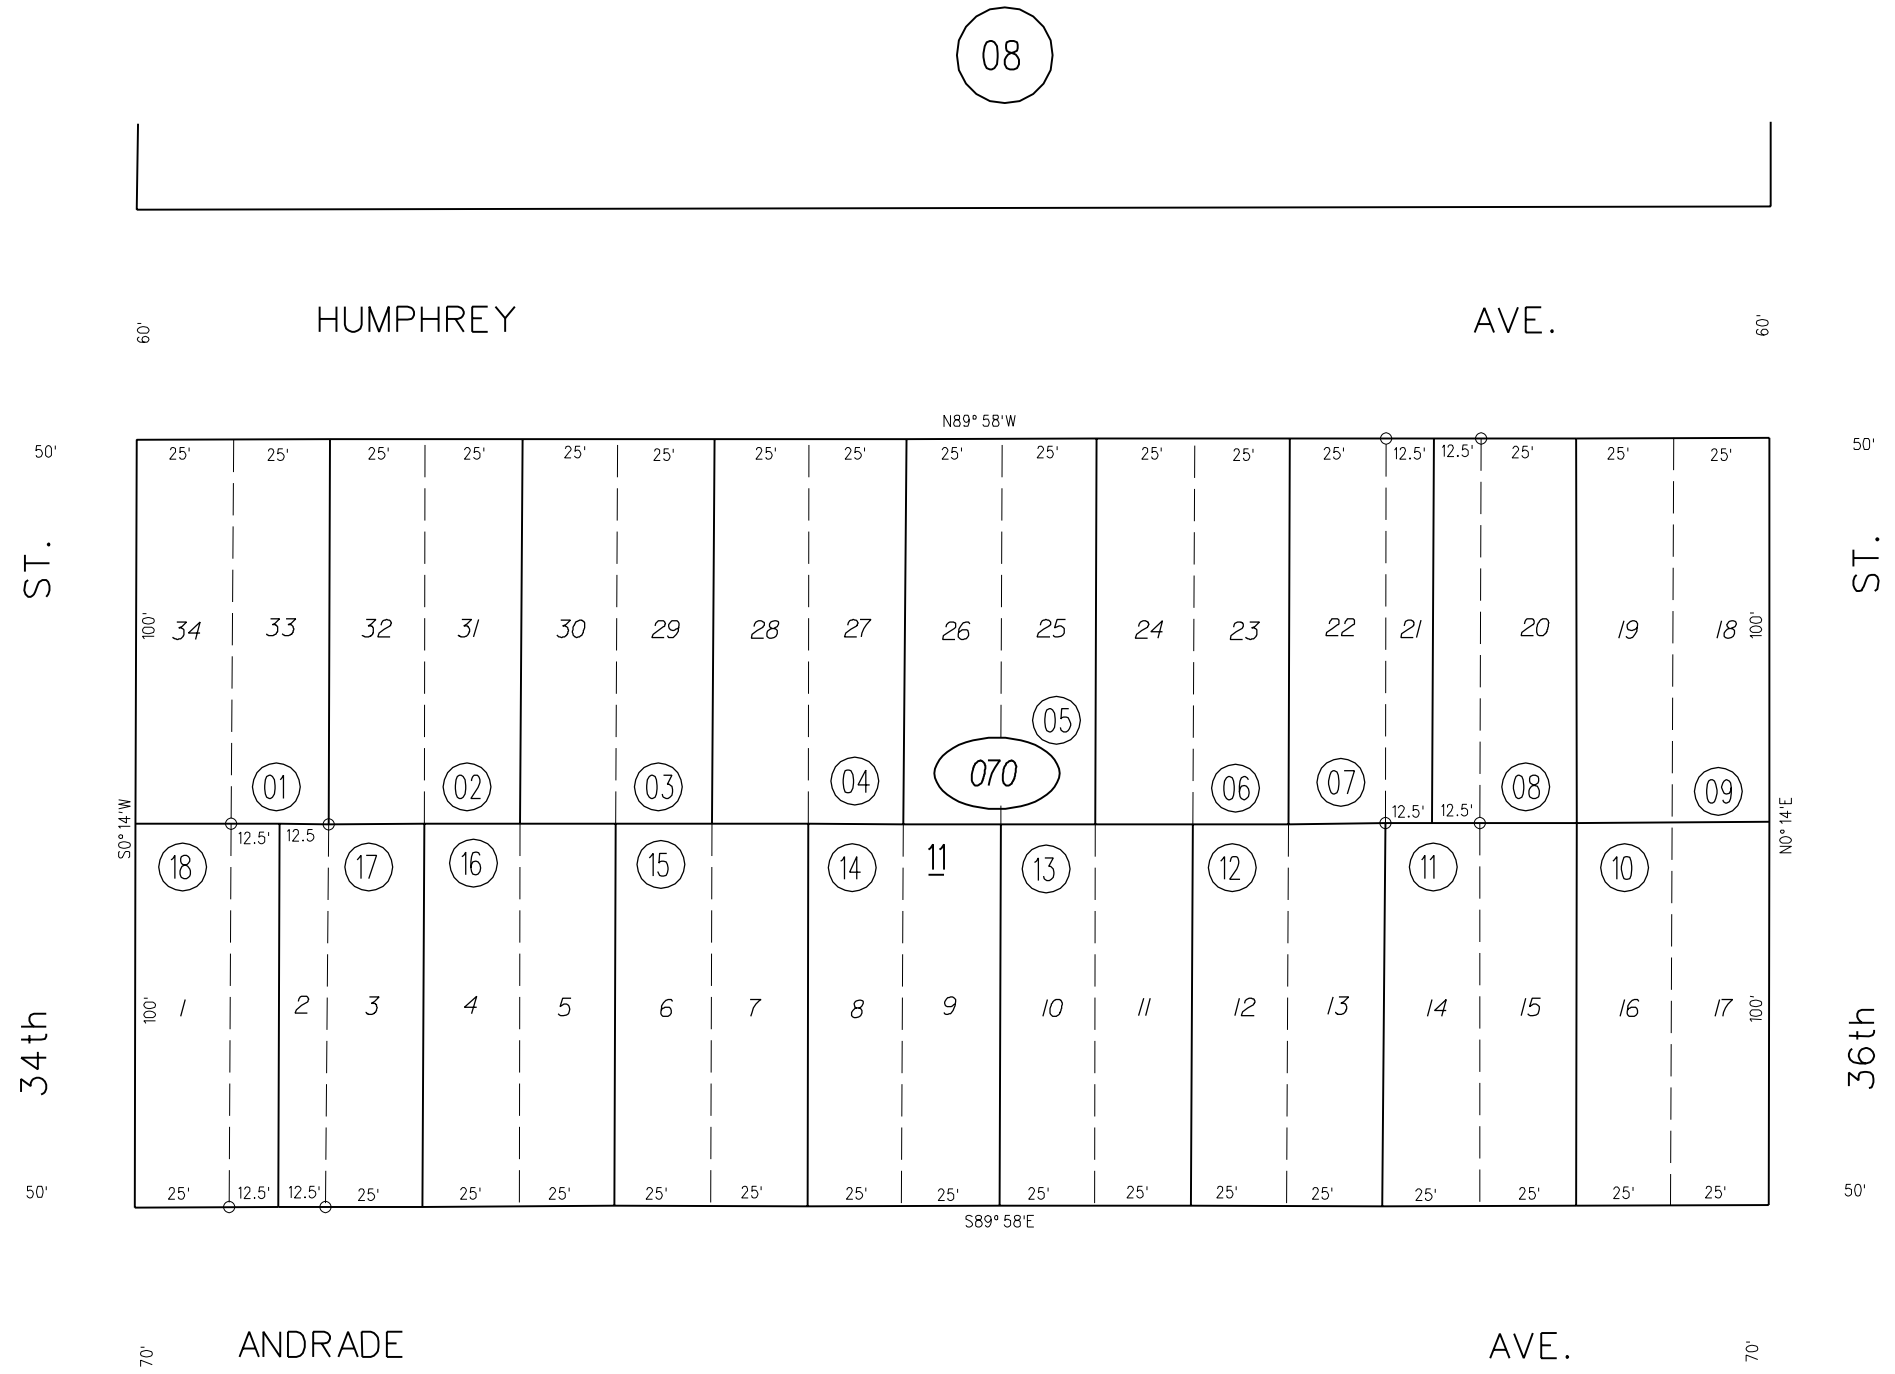 08
HUMPHREY AVE.
60' 60'
N89° 58'W
50' 50'
25' 25' 25' 25' 25' 25' 25' 25' 25' 25' 25' 25' 25' 12.5' 12.5' 25' 25' 25'
ST. ST.
100' 34 33 32 31 30 29 28 27 26 25 24 23 22 21 20 19 18 100'
05
070
01 02 03 04 06 07 08 09
12.5' 12.5'
S0° 14'W N0° 14'E
12.5' 12.5
18 17 16 15 14 11 13 12 11 10
100' 1 2 3 4 5 6 7 8 9 10 11 12 13 14 15 16 17 100'
34th 36th
50' 50'
25' 12.5' 12.5' 25' 25' 25' 25' 25' 25' 25' 25' 25' 25' 25' 25' 25' 25' 25'
S89° 58'E
ANDRADE AVE.
70' 70'